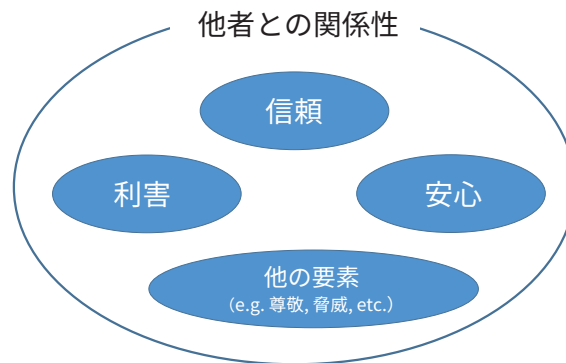 他者との関係性
信頼
利害
安心
他の要素
（e.g. 尊敬, 脅威, etc.）